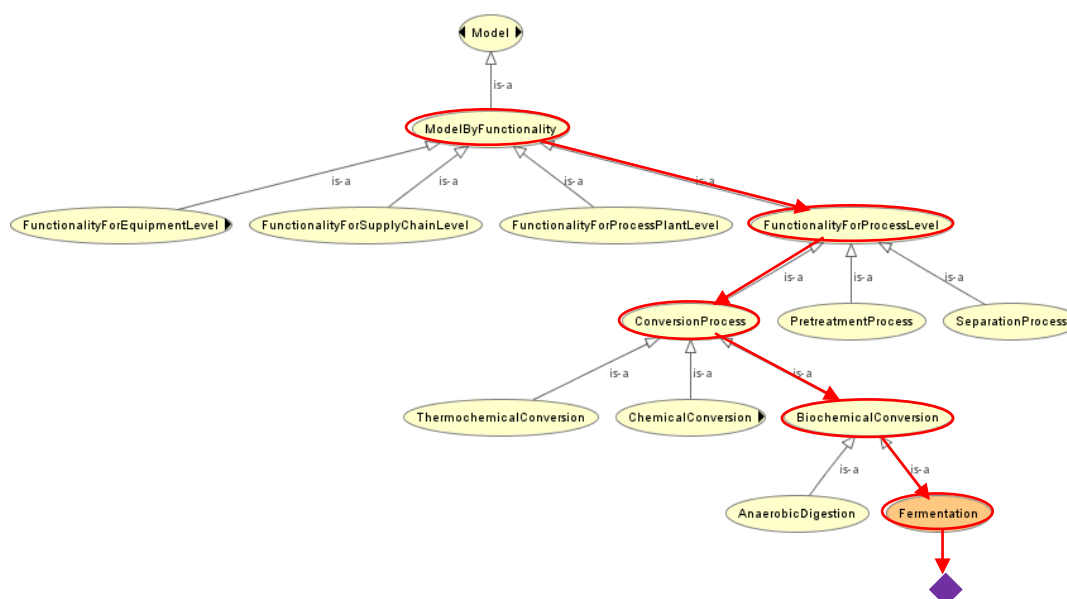 Model
is-a
ModelByFunctionality
is-a
is-a
is-a
is-a
FunctionalityForEquipmentLevel
FunctionalityForSupplyChainLevel
FunctionalityForProcessPlantLevel
FunctionalityForProcessLevel
is-a
is-a
is-a
ConversionProcess
PretreatmentProcess
SeparationProcess
is-a
is-a
is-a
ThermochemicalConversion
ChemicalConversion
BiochemicalConversion
is-a
is-a
AnaerobicDigestion
Fermentation